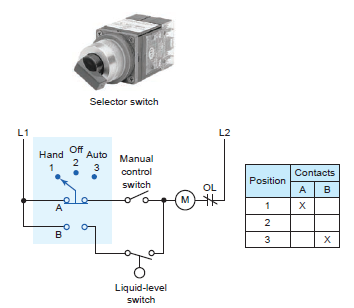 Selector switch
L1
L2
Hand Off Auto
1 2 3
Manual
control
switch
OL
M
A
B
Liquid-level
switch
Position Contacts
A B
1 X
2
3 X